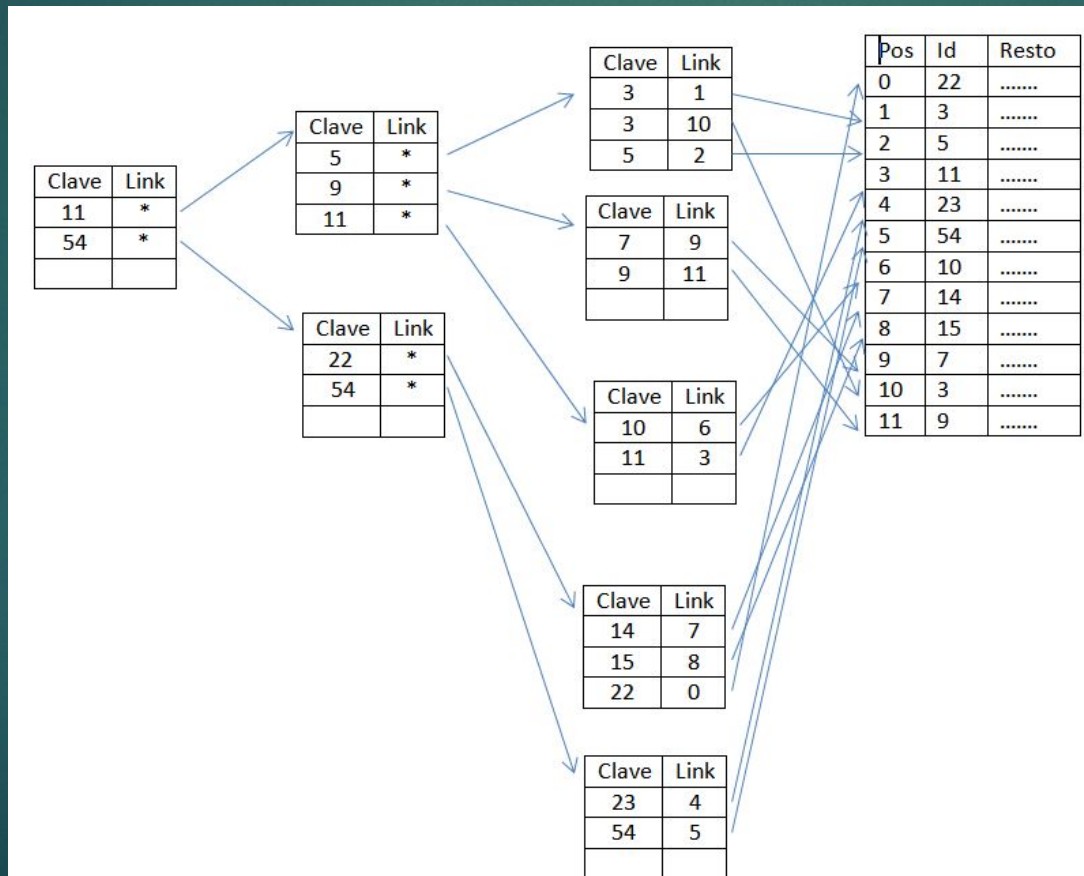 Clave Link
11 *
54 *
Clave Link
5 *
9 *
11 *
Clave Link
22 *
54 *
Clave Link
3 1
3 10
5 2
Clave Link
7 9
9 11
Clave Link
10 6
11 3
Clave Link
14 7
15 8
22 0
Clave Link
23 4
54 5
Pos Id Resto
0 22 .......
1 3 .......
2 5 .......
3 11 .......
4 23 .......
5 54 .......
6 10 .......
7 14 .......
8 15 .......
9 7 .......
10 3 .......
11 9 .......